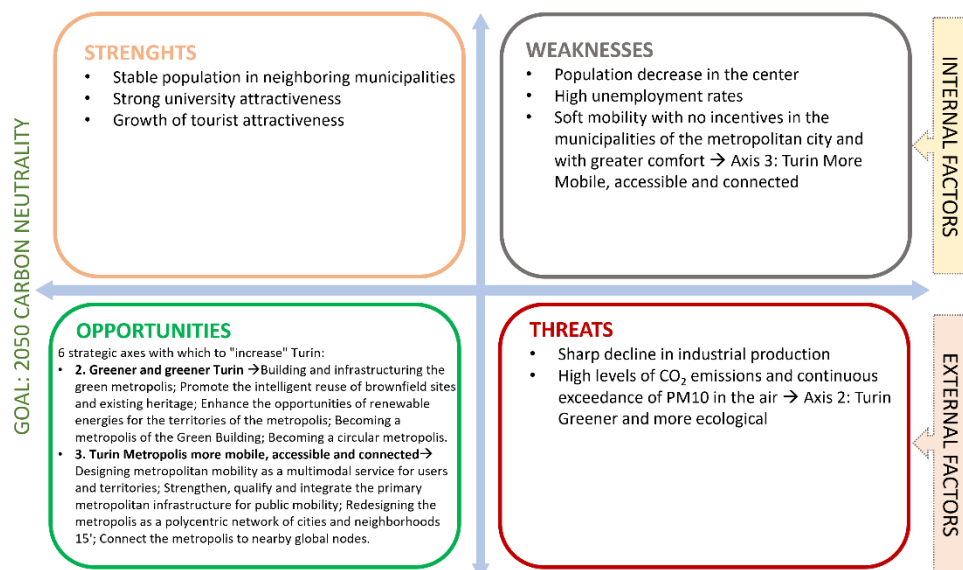 GOAL: 2050 CARBON NEUTRALITY
STRENGHTS
• Stable population in neighboring municipalities
• Strong university attractiveness
• Growth of tourist attractiveness
WEAKNESSES
• Population decrease in the center
• High unemployment rates
• Soft mobility with no incentives in the
municipalities of the metropolitan city and
with greater comfort → Axis 3: Turin More
Mobile, accessible and connected
INTERNAL FACTORS
OPPORTUNITIES
6 strategic axes with which to "increase" Turin:
• 2. Greener and greener Turin →Building and infrastructuring the
green metropolis; Promote the intelligent reuse of brownfield sites
and existing heritage; Enhance the opportunities of renewable
energies for the territories of the metropolis; Becoming a
metropolis of the Green Building; Becoming a circular metropolis.
• 3. Turin Metropolis more mobile, accessible and connected→
Designing metropolitan mobility as a multimodal service for users
and territories; Strengthen, qualify and integrate the primary
metropolitan infrastructure for public mobility; Redesigning the
metropolis as a polycentric network of cities and neighborhoods
15'; Connect the metropolis to nearby global nodes.
THREATS
• Sharp decline in industrial production
• High levels of CO₂ emissions and continuous
exceedance of PM10 in the air → Axis 2: Turin
Greener and more ecological
EXTERNAL FACTORS